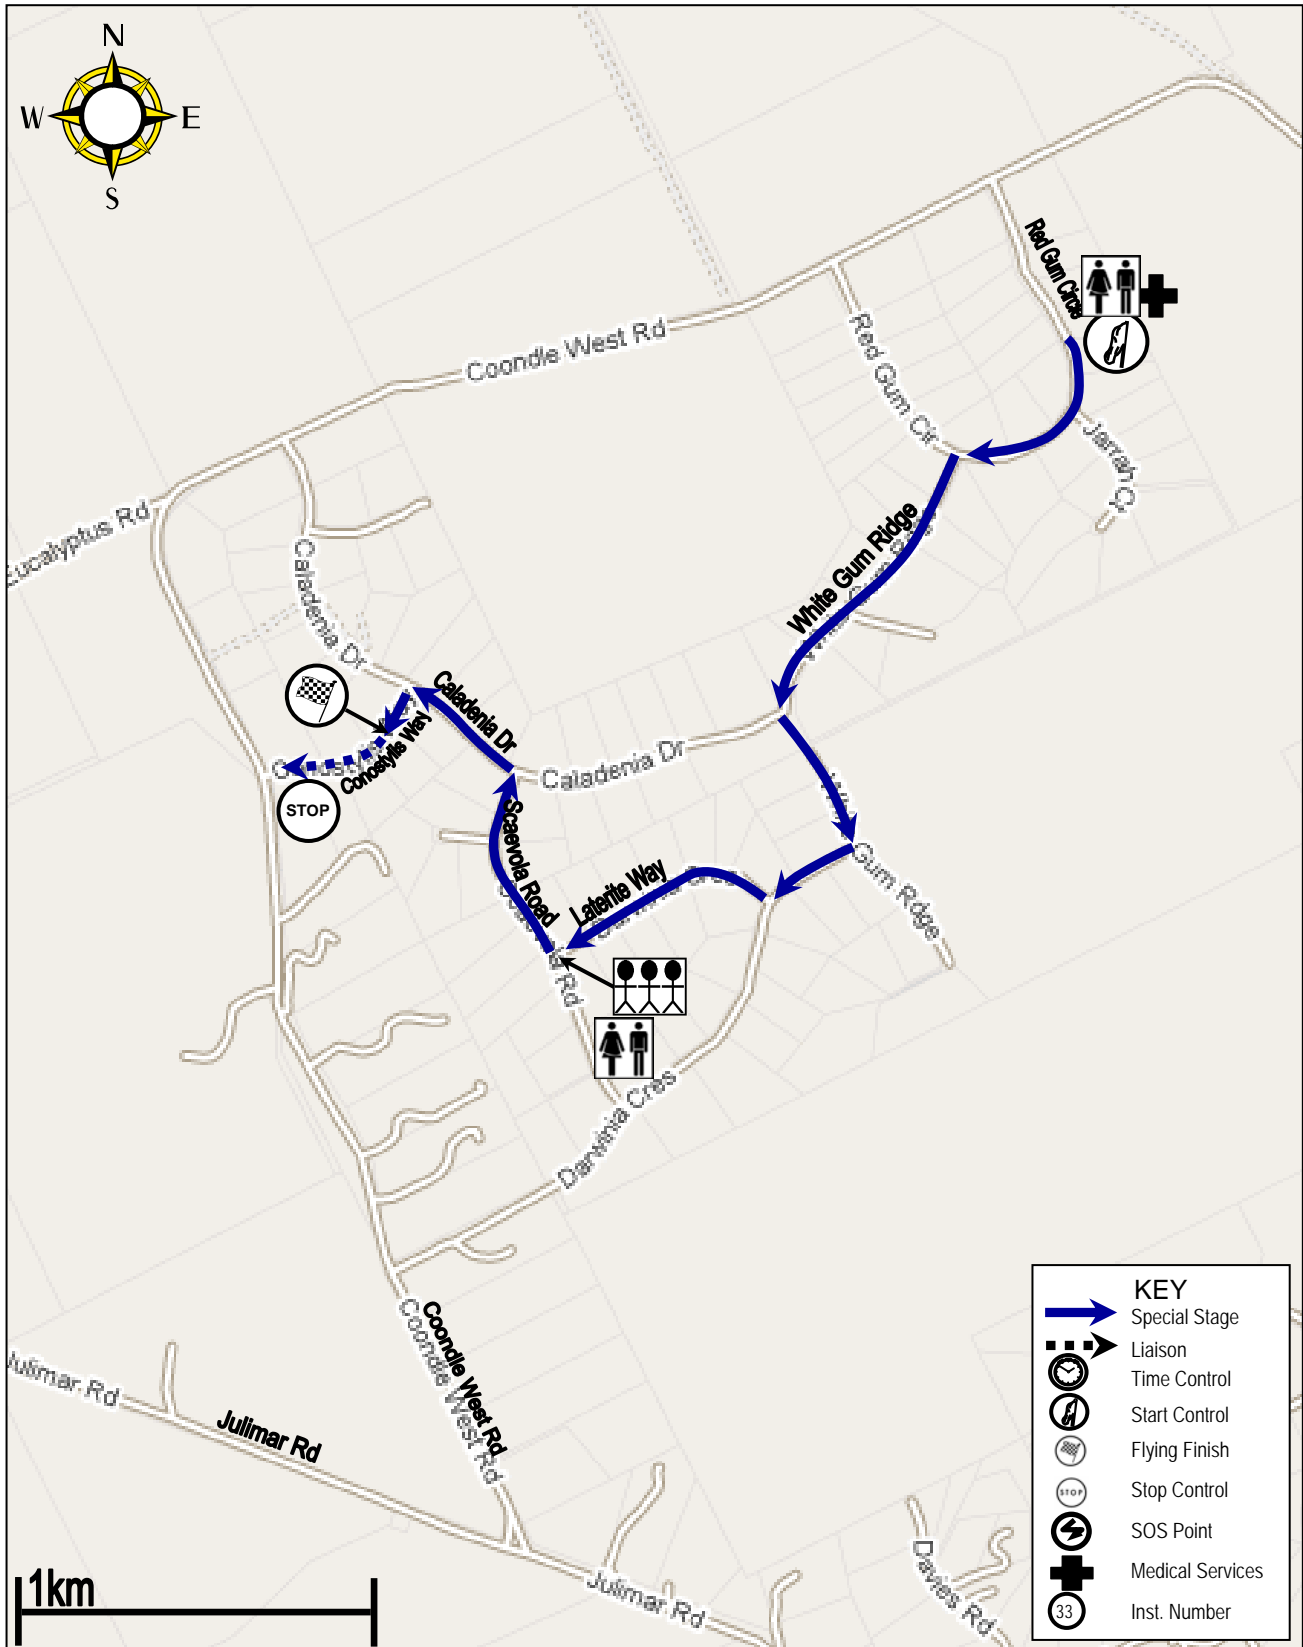 N
W E
S
Red Gum Circle
Red Gum Cir
Coondle West Rd
Jarrah Ct
Eucalyptus Rd
White Gum Ridge
Caladenia Dr
Caladenia Dr
Conostylis Way
Caladenia Dr
STOP
Scaevola Road
Laterite Way
Gum Rdge
Rd
Darwinia Cres
Coondle West Rd
Coondle West Rd
Julimar Rd
Julimar Rd
Julimar Rd
Davies Rd
1km
KEY
Special Stage
Liaison
Time Control
Start Control
Flying Finish
STOP Stop Control
SOS Point
Medical Services
33 Inst. Number